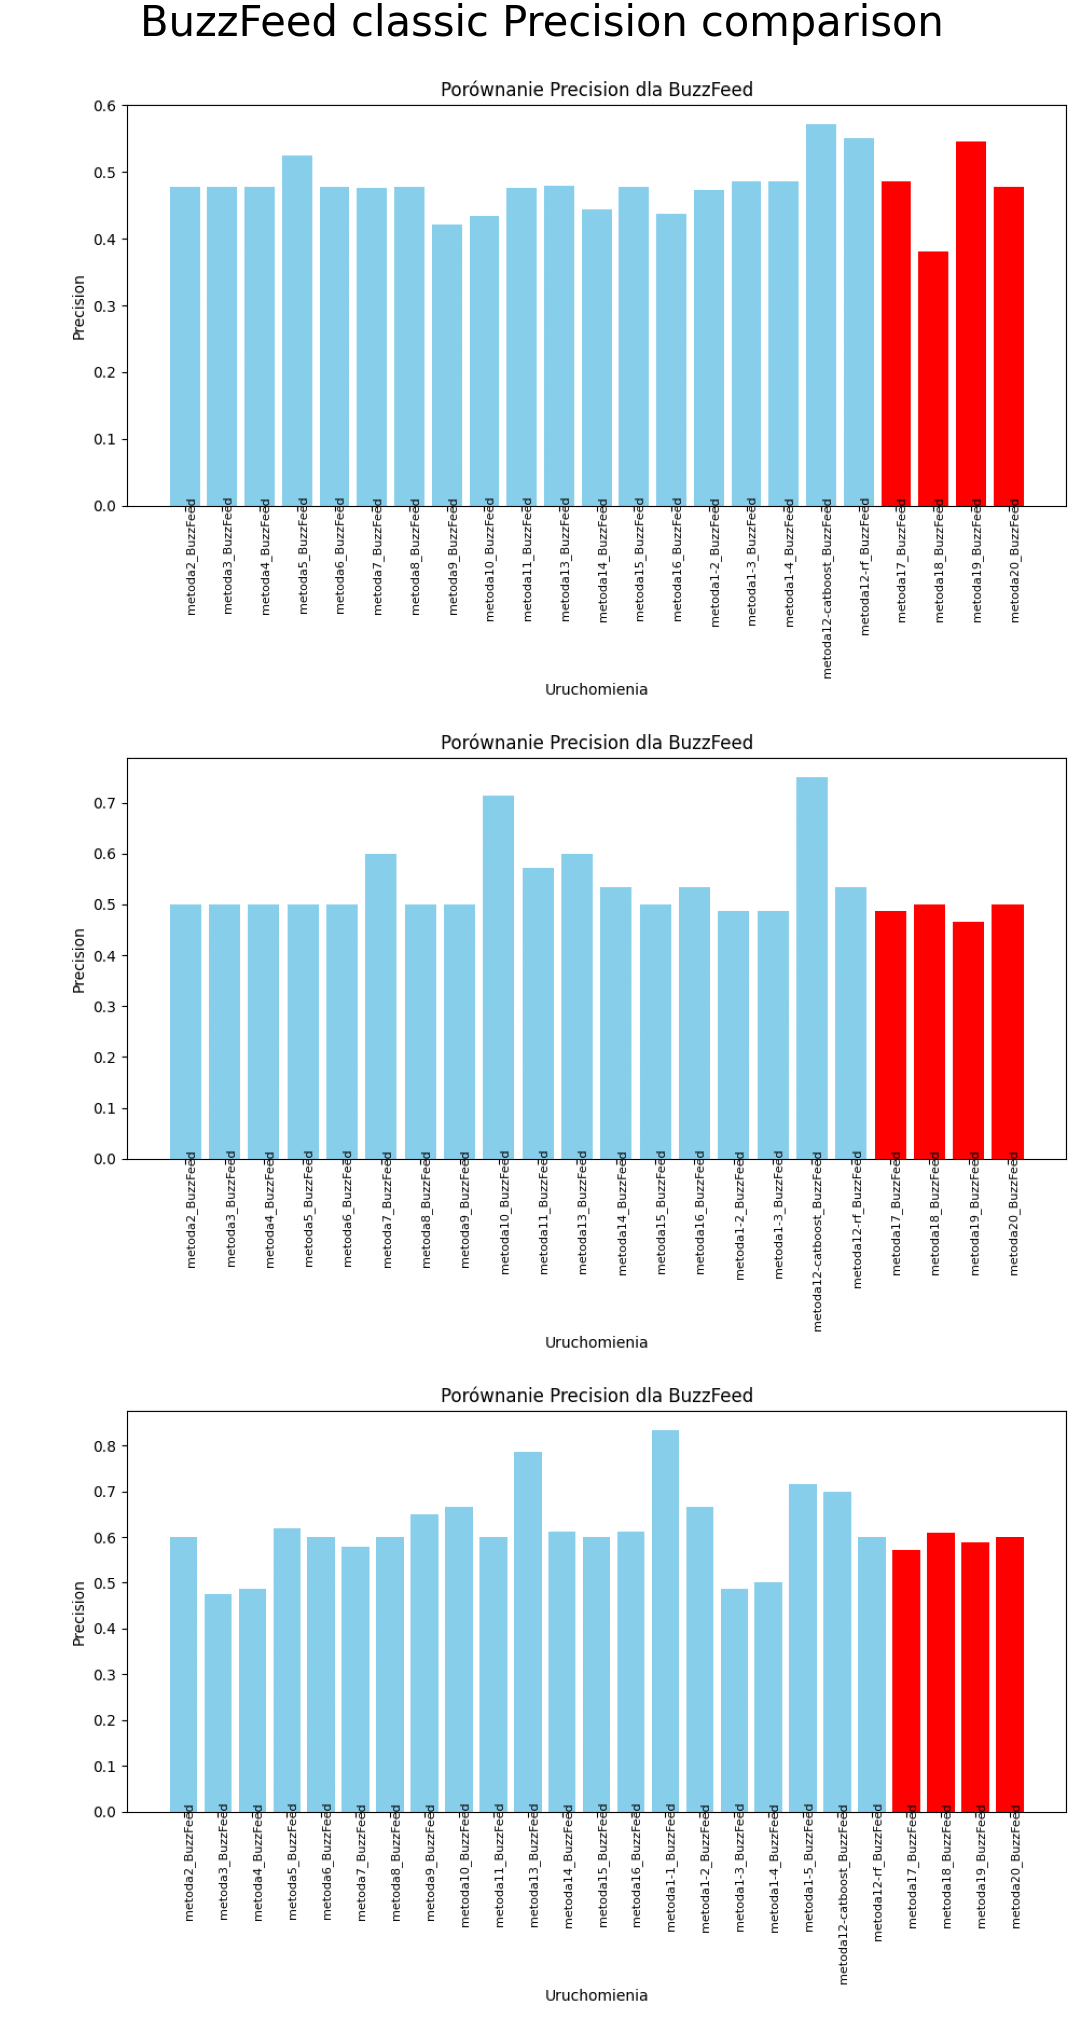 BuzzFeed classic Precision comparison
Porównanie Precision dla BuzzFeed
0.6
0.5
0.4
0.3
0.2
0.1
0.0
Precision
metoda2_BuzzFeed
metoda3_BuzzFeed
metoda4_BuzzFeed
metoda5_BuzzFeed
metoda6_BuzzFeed
metoda7_BuzzFeed
metoda8_BuzzFeed
metoda9_BuzzFeed
metoda10_BuzzFeed
metoda11_BuzzFeed
metoda13_BuzzFeed
metoda14_BuzzFeed
metoda15_BuzzFeed
metoda16_BuzzFeed
metoda1-2_BuzzFeed
metoda1-3_BuzzFeed
metoda1-4_BuzzFeed
metoda12-catboost_BuzzFeed
metoda12-rf_BuzzFeed
metoda17_BuzzFeed
metoda18_BuzzFeed
metoda19_BuzzFeed
metoda20_BuzzFeed
Uruchomienia
Porównanie Precision dla BuzzFeed
0.7
0.6
0.5
0.4
0.3
0.2
0.1
0.0
Precision
metoda2_BuzzFeed
metoda3_BuzzFeed
metoda4_BuzzFeed
metoda5_BuzzFeed
metoda6_BuzzFeed
metoda7_BuzzFeed
metoda8_BuzzFeed
metoda9_BuzzFeed
metoda10_BuzzFeed
metoda11_BuzzFeed
metoda13_BuzzFeed
metoda14_BuzzFeed
metoda15_BuzzFeed
metoda16_BuzzFeed
metoda1-2_BuzzFeed
metoda1-3_BuzzFeed
metoda12-catboost_BuzzFeed
metoda12-rf_BuzzFeed
metoda17_BuzzFeed
metoda18_BuzzFeed
metoda19_BuzzFeed
metoda20_BuzzFeed
Uruchomienia
Porównanie Precision dla BuzzFeed
0.8
0.7
0.6
0.5
0.4
0.3
0.2
0.1
0.0
Precision
metoda2_BuzzFeed
metoda3_BuzzFeed
metoda4_BuzzFeed
metoda5_BuzzFeed
metoda6_BuzzFeed
metoda7_BuzzFeed
metoda8_BuzzFeed
metoda9_BuzzFeed
metoda10_BuzzFeed
metoda11_BuzzFeed
metoda13_BuzzFeed
metoda14_BuzzFeed
metoda15_BuzzFeed
metoda16_BuzzFeed
metoda1-1_BuzzFeed
metoda1-2_BuzzFeed
metoda1-3_BuzzFeed
metoda1-4_BuzzFeed
metoda1-5_BuzzFeed
metoda12-catboost_BuzzFeed
metoda12-rf_BuzzFeed
metoda17_BuzzFeed
metoda18_BuzzFeed
metoda19_BuzzFeed
metoda20_BuzzFeed
Uruchomienia